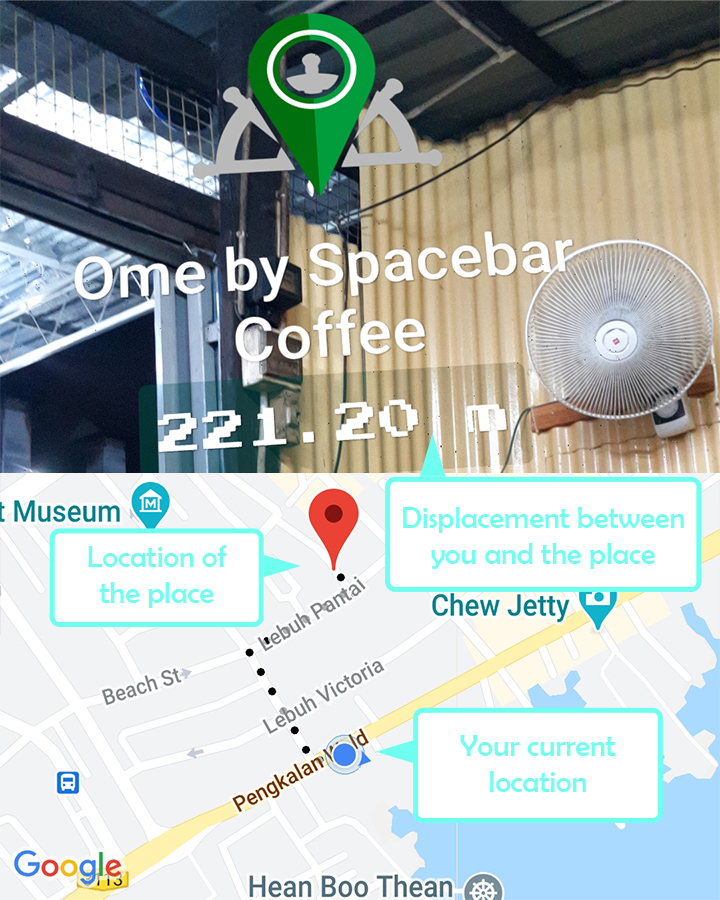 Ome by Spacebar
Coffee
221.20 m
t Museum
Displacement between
you and the place
Location of
the place
Chew Jetty
Lebuh Pantai
Beach St
Lebuh Victoria
Your current
location
Pengkalan Weld
Google
Hean Boo Thean